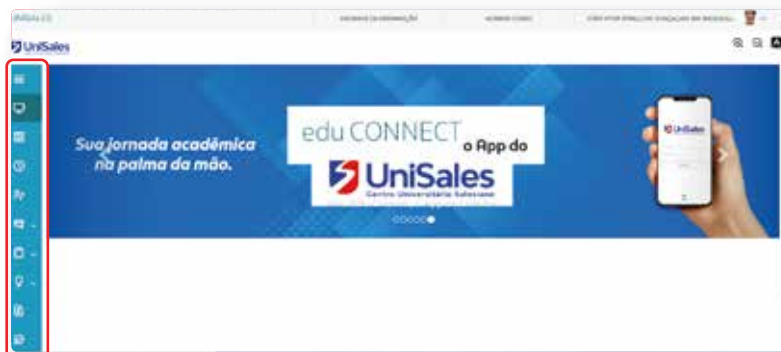 UniSales
Sua jornada acadêmica
na palma da mão.
edu CONNECT
o App do
UniSales
Centro Universitário Salesiano
UniSales